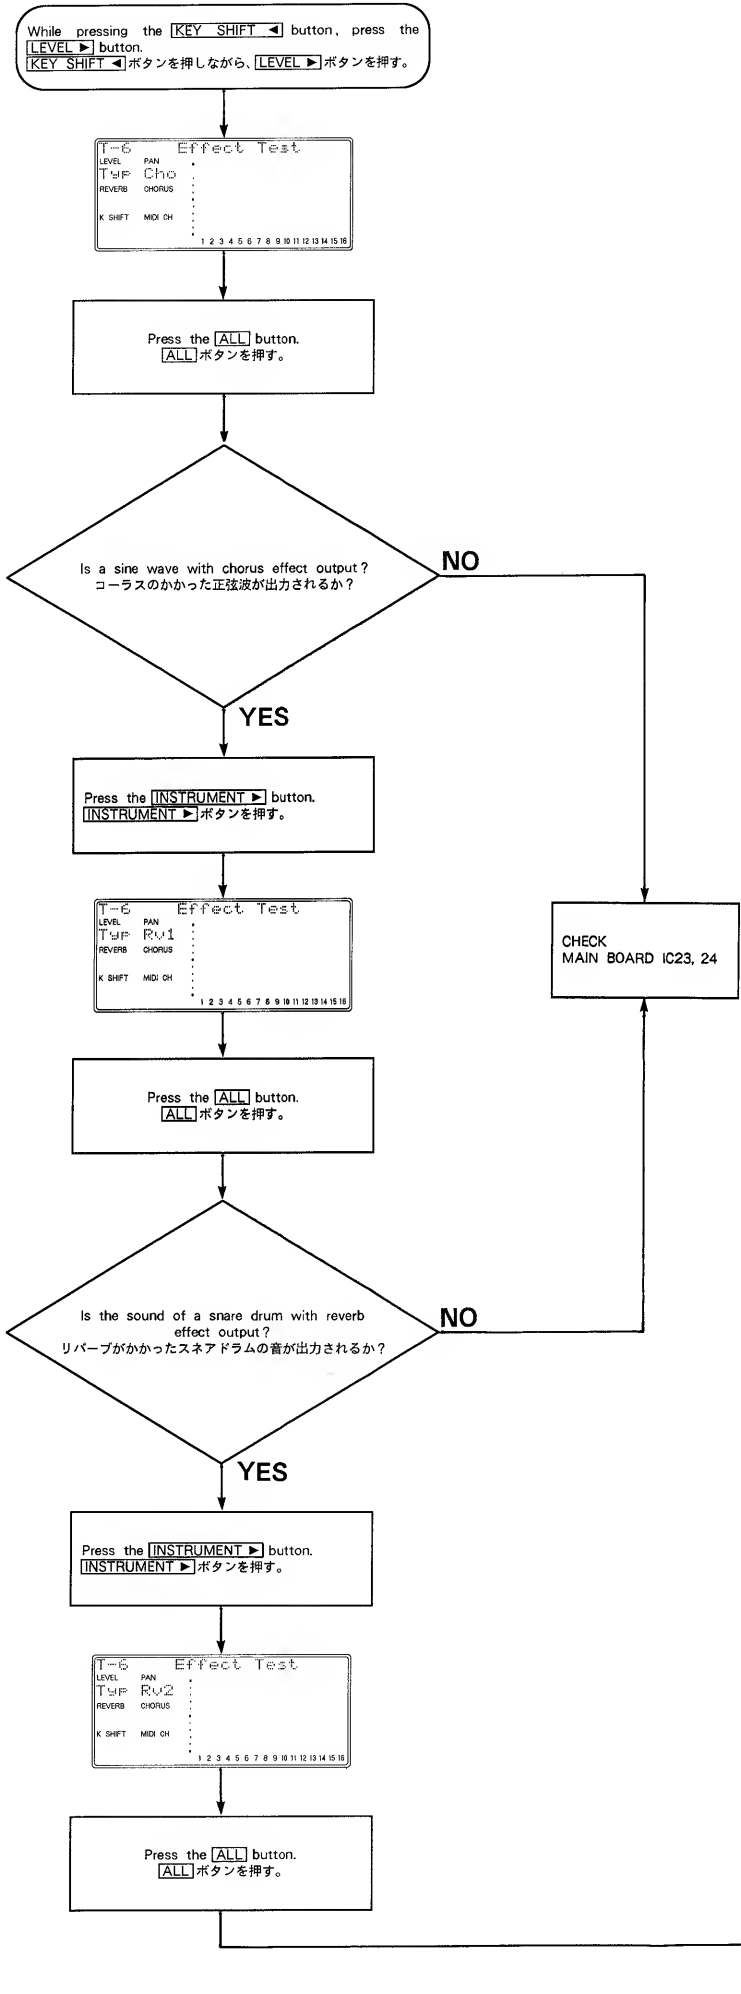 While pressing the KEY SHIFT ◄ button, press the
LEVEL ► button.
KEY SHIFT ◄ ボタンを押しながら、LEVEL ► ボタンを押す。
T-6 Effect Test
LEVEL PAN
Typ Cho
REVERB CHORUS
K SHIFT MIDI CH
1 2 3 4 5 6 7 8 9 10 11 12 13 14 15 16
Press the ALL button.
ALL ボタンを押す。
Is a sine wave with chorus effect output?
コーラスのかかった正弦波が出力されるか？
NO
YES
Press the INSTRUMENT ► button.
INSTRUMENT ► ボタンを押す。
T-6 Effect Test
LEVEL PAN
Typ Rv1
REVERB CHORUS
K SHIFT MIDI CH
1 2 3 4 5 6 7 8 9 10 11 12 13 14 15 16
CHECK
MAIN BOARD IC23, 24
Press the ALL button.
ALL ボタンを押す。
Is the sound of a snare drum with reverb
effect output?
リバーブがかかったスネアドラムの音が出力されるか？
NO
YES
Press the INSTRUMENT ► button.
INSTRUMENT ► ボタンを押す。
T-6 Effect Test
LEVEL PAN
Typ Rv2
REVERB CHORUS
K SHIFT MIDI CH
1 2 3 4 5 6 7 8 9 10 11 12 13 14 15 16
Press the ALL button.
ALL ボタンを押す。